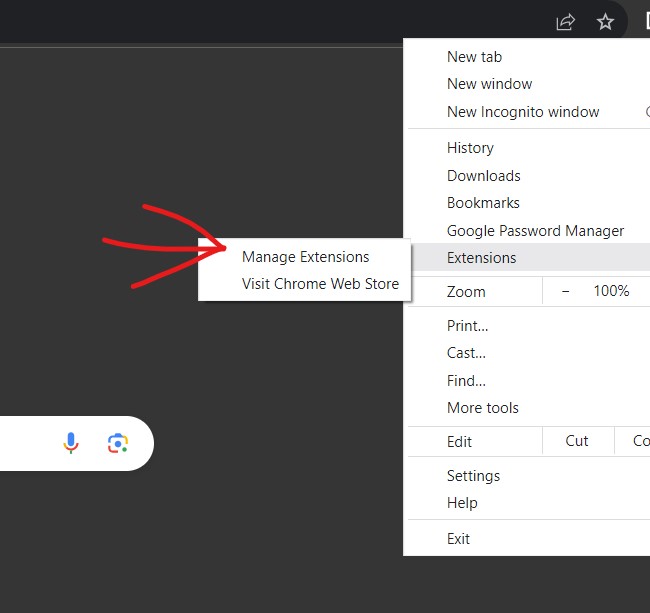 New tab
New window
New Incognito window
History
Downloads
Bookmarks
Google Password Manager
Extensions
Manage Extensions
Visit Chrome Web Store
Zoom – 100%
Print...
Cast...
Find...
More tools
Edit Cut Co
Settings
Help
Exit